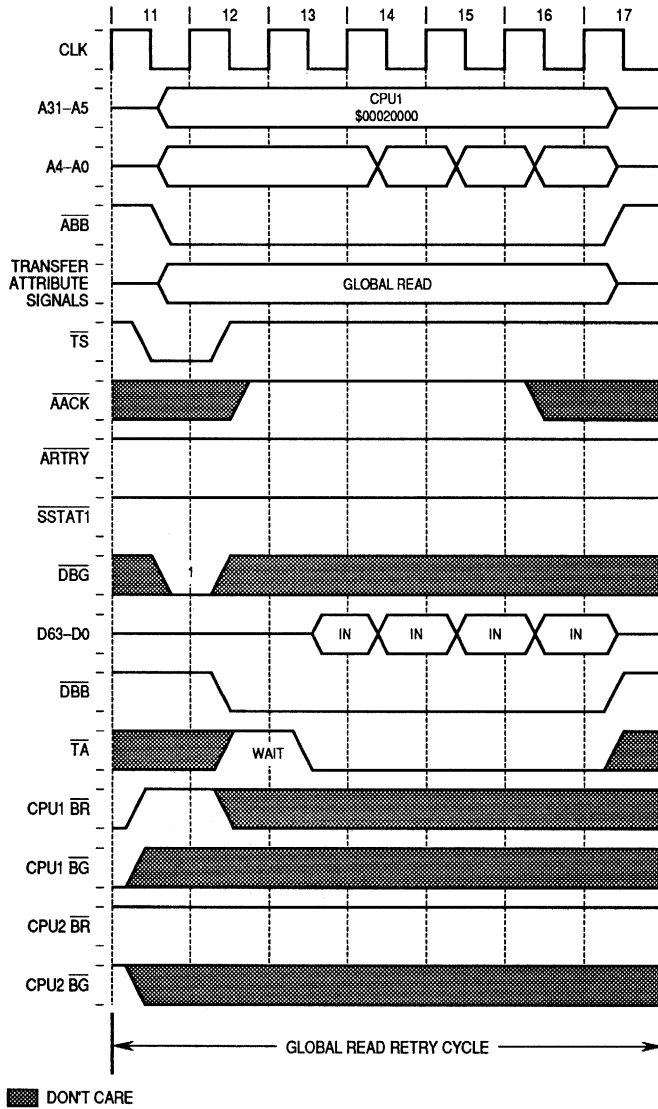 11 12 13 14 15 16 17
CLK
A31–A5
CPU1
$00020000
A4–A0
ABB
TRANSFER
ATTRIBUTE
SIGNALS
GLOBAL READ
TS
AACK
ARTRY
SSTAT1
DBG
1
D63–D0
IN IN IN IN
DBB
TA
WAIT
CPU1 BR
CPU1 BG
CPU2 BR
CPU2 BG
GLOBAL READ RETRY CYCLE
DON'T CARE